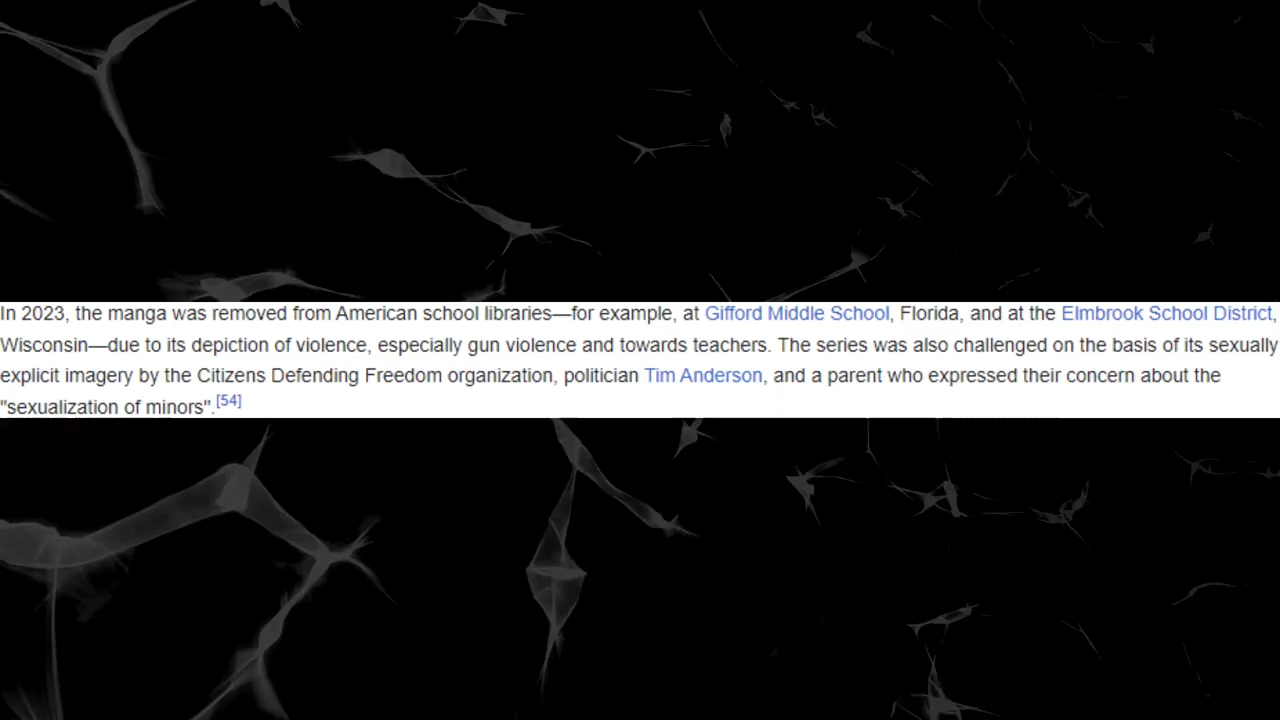 In 2023, the manga was removed from American school libraries—for example, at Gifford Middle School, Florida, and at the Elmbrook School District,
Wisconsin—due to its depiction of violence, especially gun violence and towards teachers. The series was also challenged on the basis of its sexually
explicit imagery by the Citizens Defending Freedom organization, politician Tim Anderson, and a parent who expressed their concern about the
"sexualization of minors".[54]